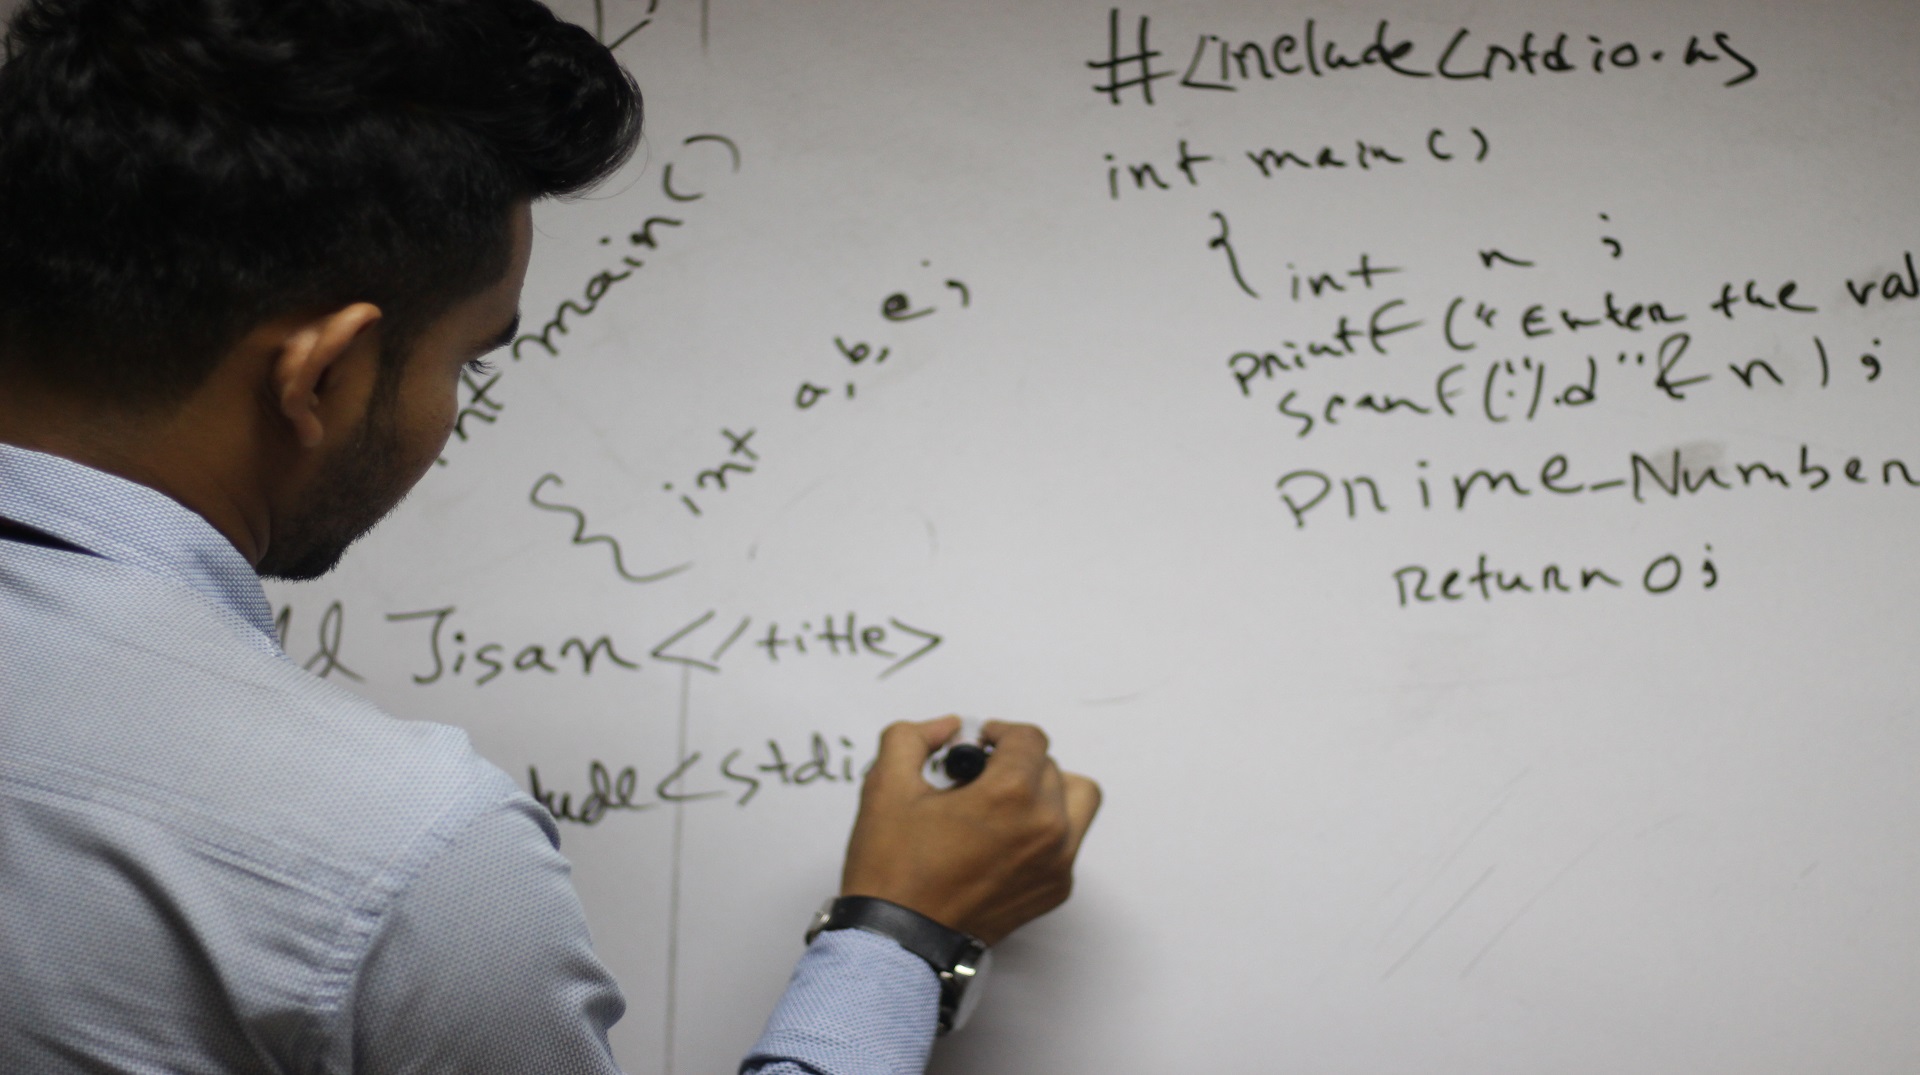 int main()
{ int a, b, c;
Jisan </title>
lude <stdi
#include <stdio.h>
int main ()
{ int n ;
printf ("Enter the val
scanf ("%d" & n) ;
Prime_Number
Return 0;